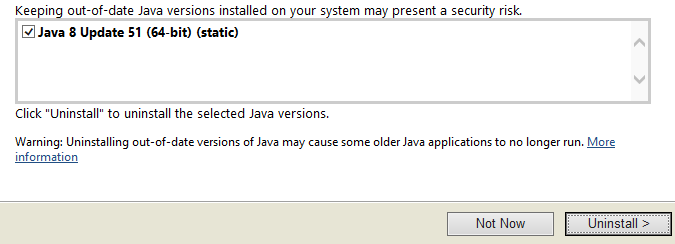 Keeping out-of-date Java versions installed on your system may present a security risk.
Java 8 Update 51 (64-bit) (static)
Click "Uninstall" to uninstall the selected Java versions.
Warning: Uninstalling out-of-date versions of Java may cause some older Java applications to no longer run. More
information
Not Now
Uninstall >